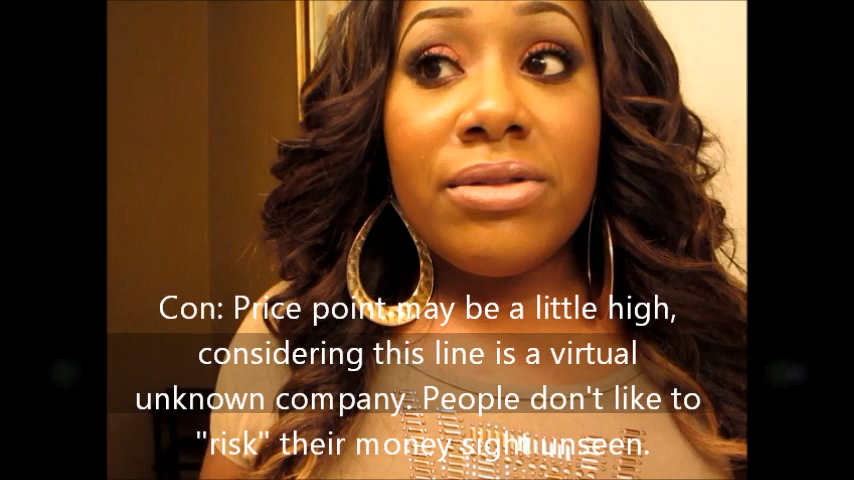 Con: Price point may be a little high,
considering this line is a virtual
unknown company. People don't like to
"risk" their money sight unseen.